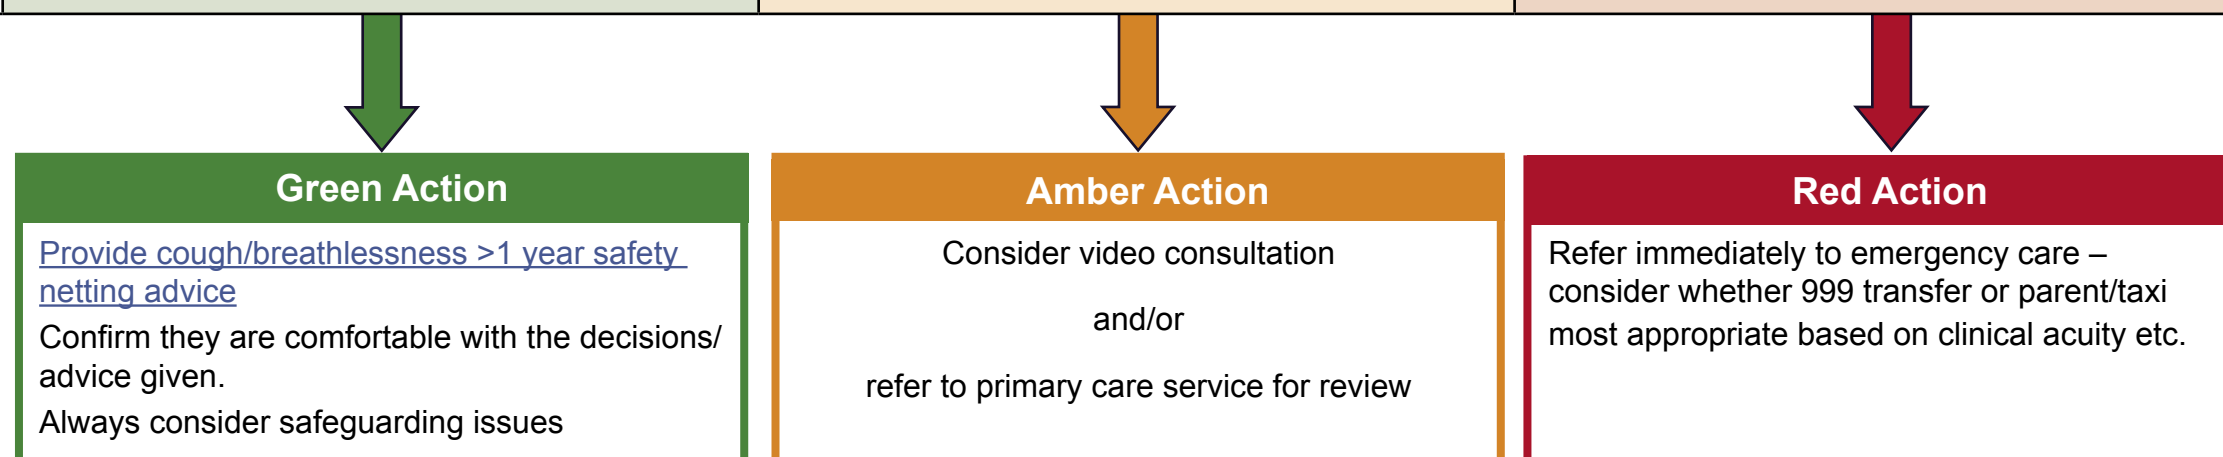 Green Action
Provide cough/breathlessness >1 year safety
netting advice
Confirm they are comfortable with the decisions/
advice given.
Always consider safeguarding issues
Amber Action
Consider video consultation
and/or
refer to primary care service for review
Red Action
Refer immediately to emergency care –
consider whether 999 transfer or parent/taxi
most appropriate based on clinical acuity etc.